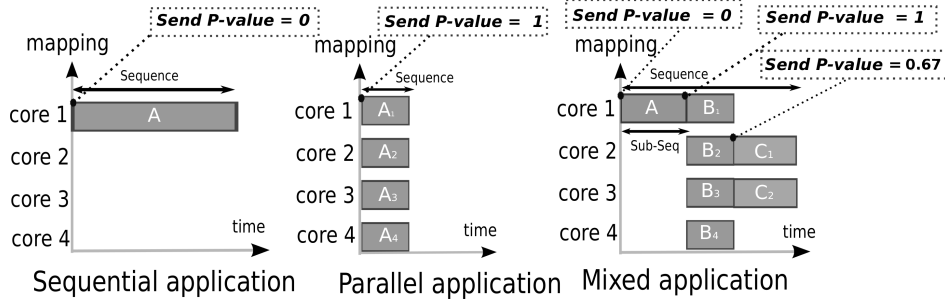 Send P-value = 0
mapping
Sequence
core 1
A
core 2
core 3
core 4
time
Sequential application
Send P-value = 1
mapping
Sequence
core 1
A1
core 2
A2
core 3
A3
core 4
A4
time
Parallel application
Send P-value = 0
Send P-value = 1
Send P-value = 0.67
mapping
Sequence
core 1
A
B1
Sub-Seq
core 2
B2
C1
core 3
B3
C2
core 4
B4
time
Mixed application